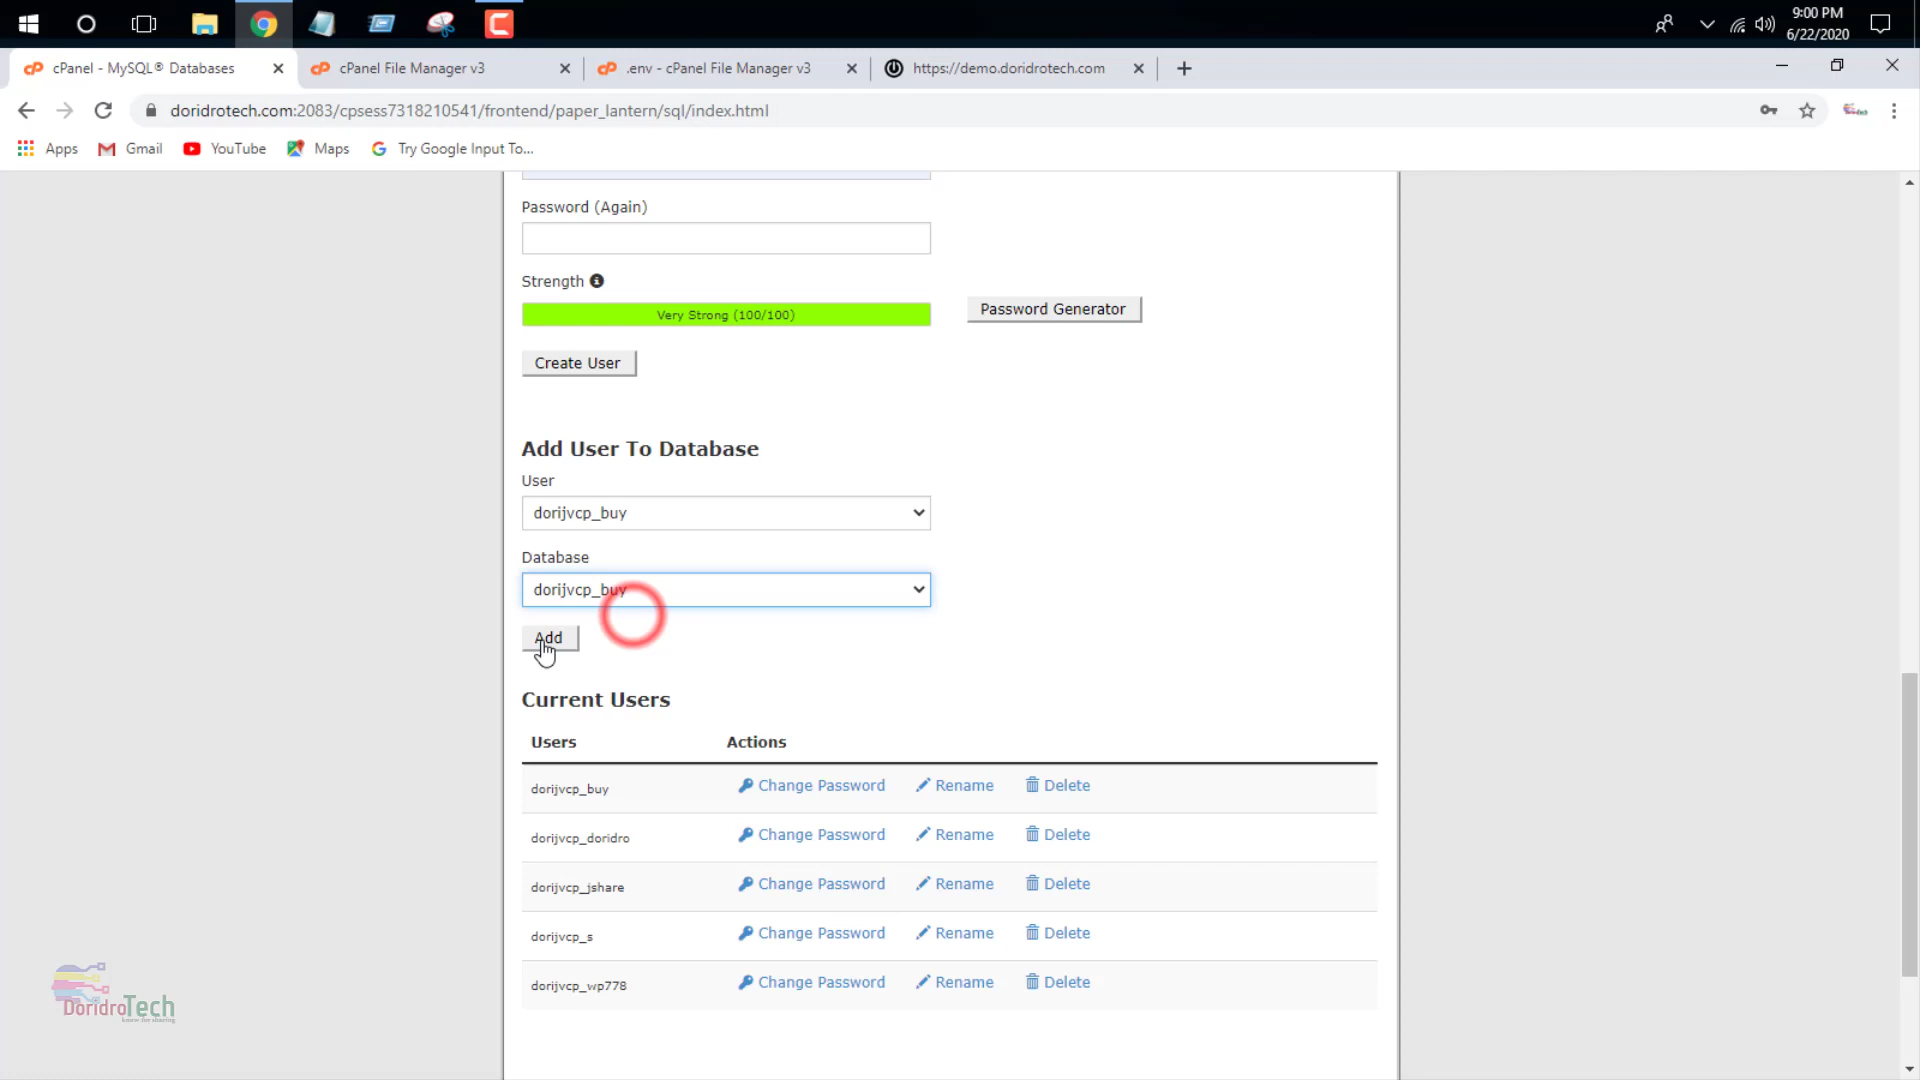 9:00 PM
6/22/2020
cPanel - MySQL® Databases
cPanel File Manager v3
.env - cPanel File Manager v3
https://demo.doridrotech.com
doridrotech.com:2083/cpsess7318210541/frontend/paper_lantern/sql/index.html
Apps
Gmail
YouTube
Maps
Try Google Input To...
Password (Again)
Strength
Very Strong (100/100)
Password Generator
Create User
Add User To Database
User
dorijvcp_buy
Database
dorijvcp_buy
Add
Current Users
Users Actions
dorijvcp_buy Change Password Rename Delete
dorijvcp_doridro Change Password Rename Delete
dorijvcp_jshare Change Password Rename Delete
dorijvcp_s Change Password Rename Delete
dorijvcp_wp778 Change Password Rename Delete
DoridroTech
know for sharing